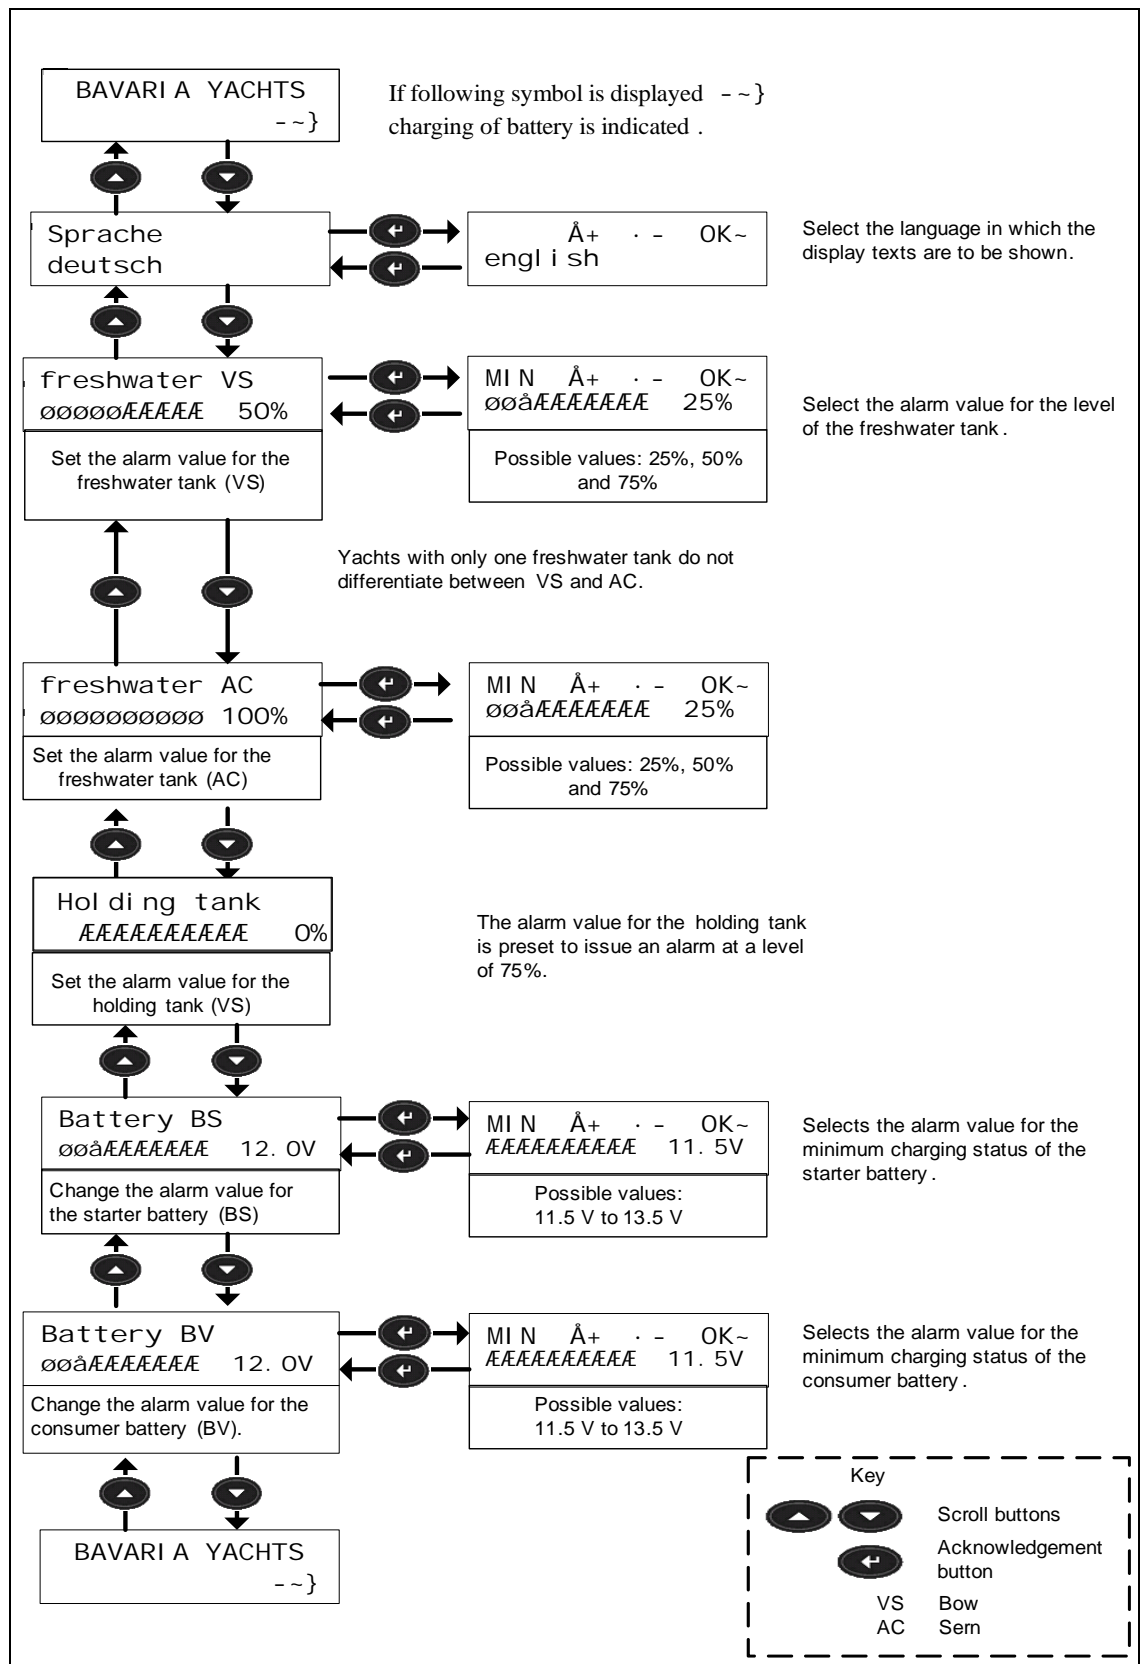 BAVARIA YACHTS
-~}
If following symbol is displayed -~}
charging of battery is indicated .
Sprache
deutsch
Å+ ·- OK~
english
Select the language in which the
display texts are to be shown.
freshwater VS
øøøøøÆÆÆÆÆ 50%
MIN Å+ ·- OK~
øøåÆÆÆÆÆÆÆ 25%
Select the alarm value for the level
of the freshwater tank.
Set the alarm value for the
freshwater tank (VS)
Possible values: 25%, 50%
and 75%
Yachts with only one freshwater tank do not
differentiate between VS and AC.
freshwater AC
øøøøøøøøøø 100%
MIN Å+ ·- OK~
øøåÆÆÆÆÆÆÆ 25%
Set the alarm value for the
freshwater tank (AC)
Possible values: 25%, 50%
and 75%
Holding tank
ÆÆÆÆÆÆÆÆÆÆ 0%
The alarm value for the holding tank
is preset to issue an alarm at a level
of 75%.
Set the alarm value for the
holding tank (VS)
Battery BS
øøåÆÆÆÆÆÆÆ 12.0V
MIN Å+ ·- OK~
ÆÆÆÆÆÆÆÆÆÆ 11.5V
Selects the alarm value for the
minimum charging status of the
starter battery.
Change the alarm value for
the starter battery (BS)
Possible values:
11.5 V to 13.5 V
Battery BV
øøåÆÆÆÆÆÆÆ 12.0V
MIN Å+ ·- OK~
ÆÆÆÆÆÆÆÆÆÆ 11.5V
Selects the alarm value for the
minimum charging status of the
consumer battery.
Change the alarm value for the
consumer battery (BV).
Possible values:
11.5 V to 13.5 V
BAVARIA YACHTS
-~}
Key
Scroll buttons
Acknowledgement
button
VS Bow
AC Sern